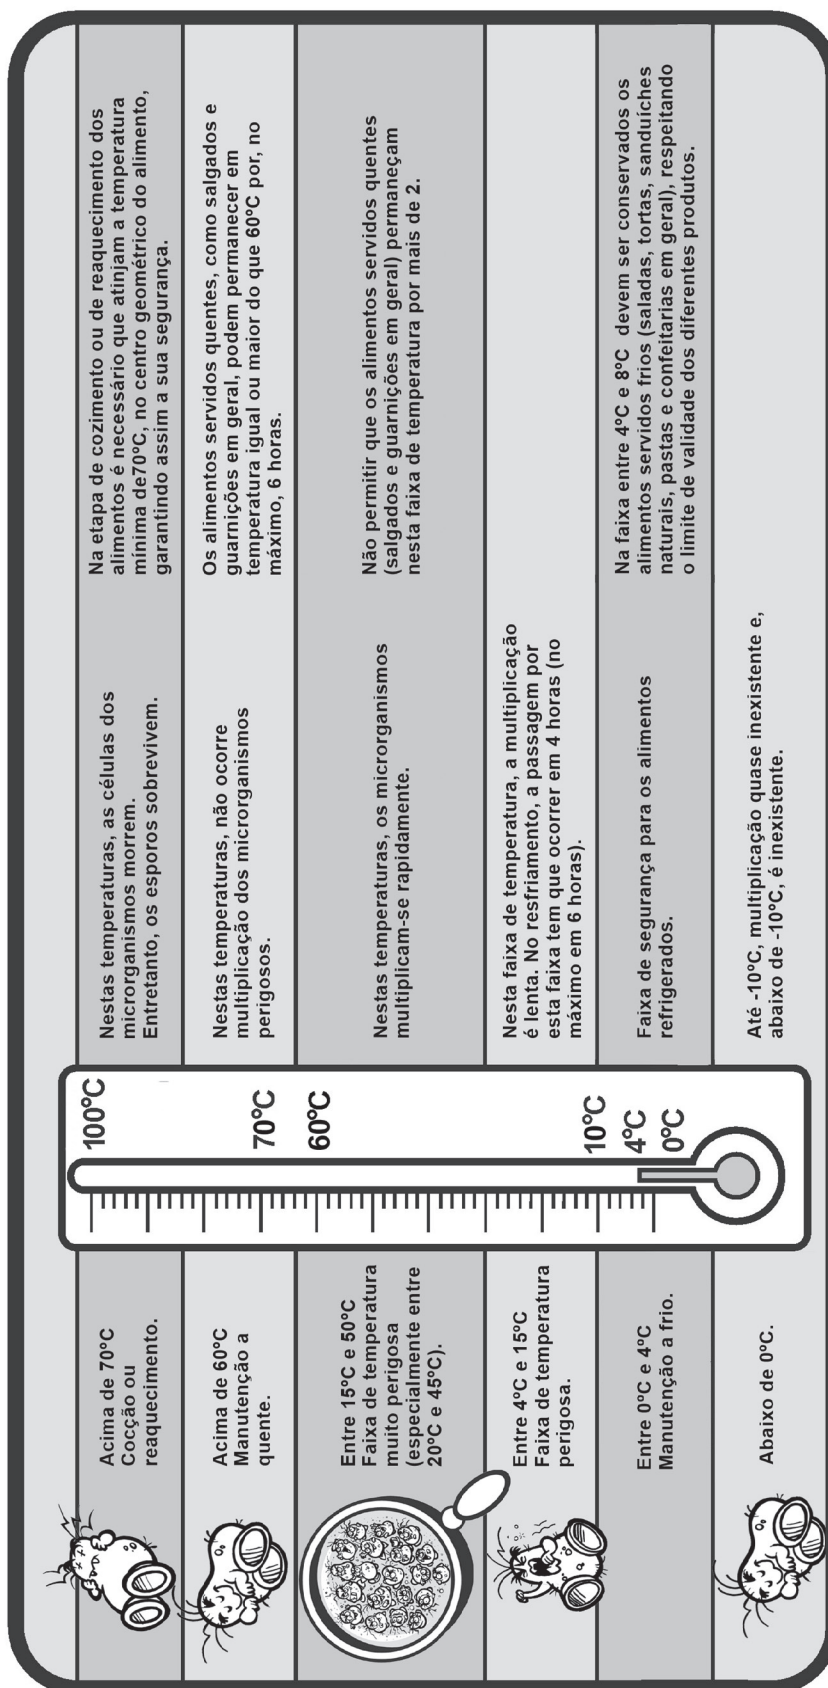 Acima de 70ºC
Cocção ou
reaquecimento.
100ºC
Nestas temperaturas, as células dos
microrganismos morrem.
Entretanto, os esporos sobrevivem.
Na etapa de cozimento ou de reaquecimento dos
alimentos é necessário que atinjam a temperatura
mínima de70ºC, no centro geométrico do alimento,
garantindo assim a sua segurança.
Acima de 60ºC
Manutenção a
quente.
70ºC
Nestas temperaturas, não ocorre
multiplicação dos microrganismos
perigosos.
Os alimentos servidos quentes, como salgados e
guarnições em geral, podem permanecer em
temperatura igual ou maior do que 60ºC por, no
máximo, 6 horas.
Entre 15ºC e 50ºC
Faixa de temperatura
muito perigosa
(especialmente entre
20ºC e 45ºC).
60ºC
Nestas temperaturas, os microrganismos
multiplicam-se rapidamente.
Não permitir que os alimentos servidos quentes
(salgados e guarnições em geral) permaneçam
nesta faixa de temperatura por mais de 2.
Entre 4ºC e 15ºC
Faixa de temperatura
perigosa.
Nesta faixa de temperatura, a multiplicação
é lenta. No resfriamento, a passagem por
esta faixa tem que ocorrer em 4 horas (no
máximo em 6 horas).
10ºC
Entre 0ºC e 4ºC
Manutenção a frio.
4ºC
0ºC
Faixa de segurança para os alimentos
refrigerados.
Na faixa entre 4ºC e 8ºC devem ser conservados os
alimentos servidos frios (saladas, tortas, sanduíches
naturais, pastas e confeitarias em geral), respeitando
o limite de validade dos diferentes produtos.
Abaixo de 0ºC.
Até -10ºC, multiplicação quase inexistente e,
abaixo de -10ºC, é inexistente.